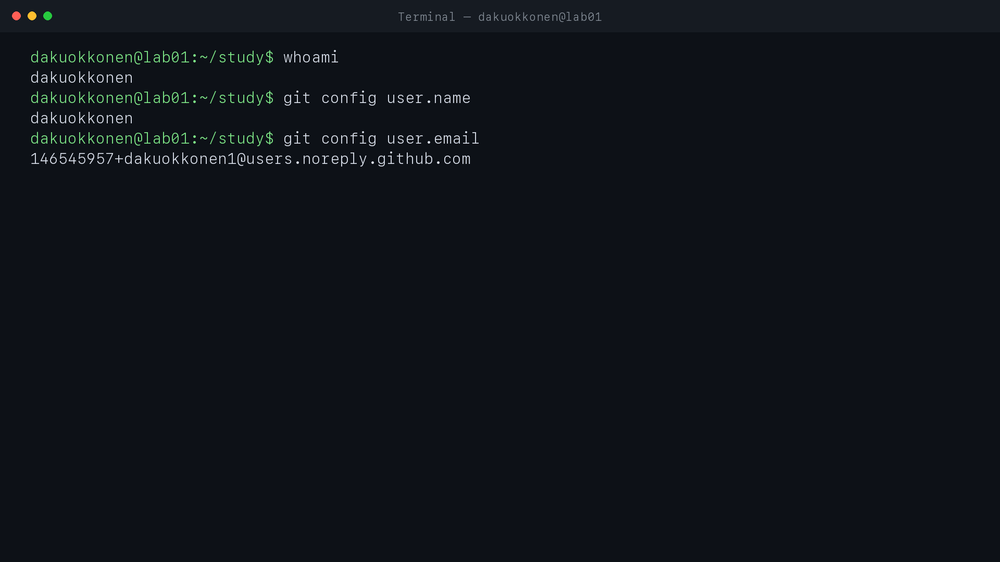 Terminal — dakuokkonen@lab01
dakuokkonen@lab01:~/study$ whoami
dakuokkonen
dakuokkonen@lab01:~/study$ git config user.name
dakuokkonen
dakuokkonen@lab01:~/study$ git config user.email
146545957+dakuokkonen1@users.noreply.github.com